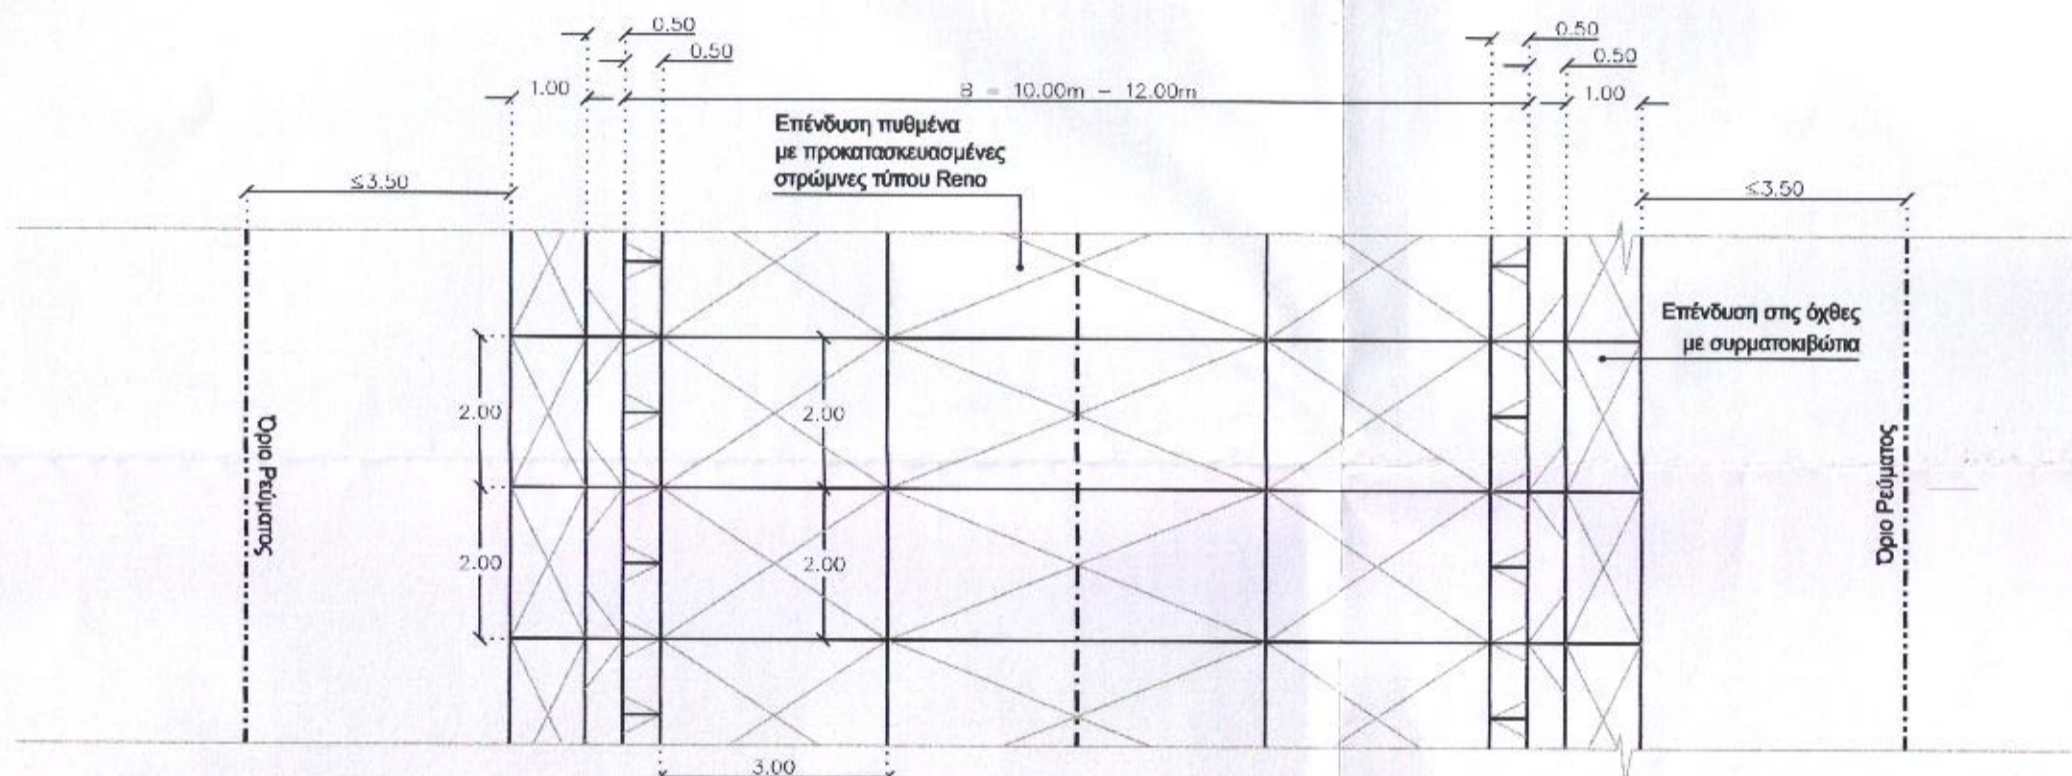 0.50
0.50
0.50
0.50
1.00
B = 10.00m - 12.00m
1.00
Επένδυση πυθμένα
με προκατασκευασμένες
στρώμνες τύπου Reno
≤3.50
≤3.50
Επένδυση στις όχθες
με συρματοκιβώτια
2.00
2.00
Όριο Ρεύματος
Όριο Ρεύματος
2.00
2.00
3.00